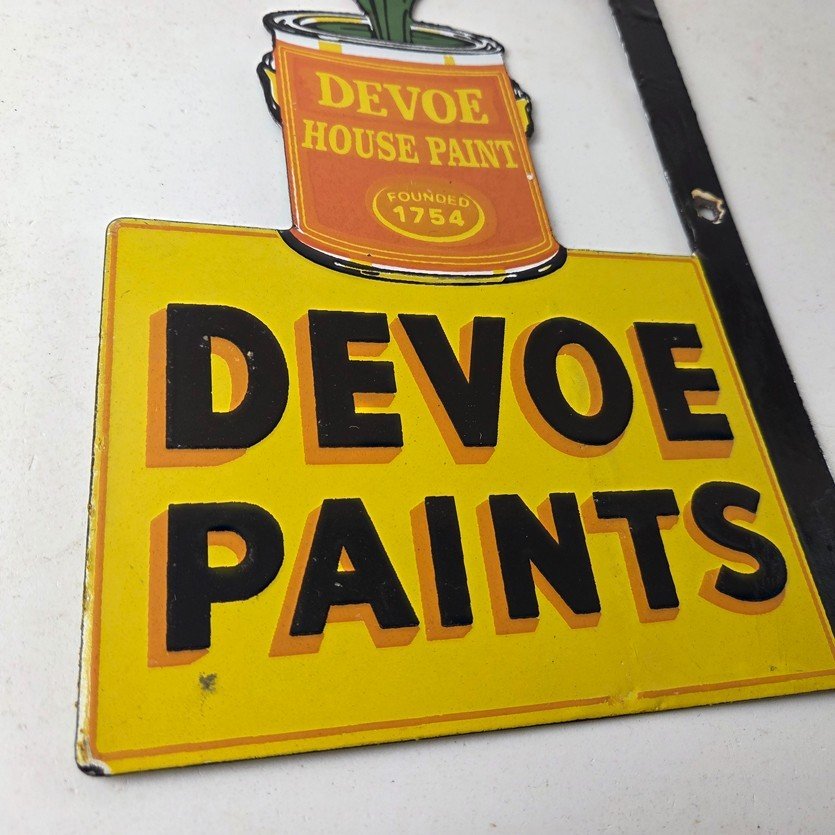 DEVOE
HOUSE PAINT
FOUNDED
1754
DEVOE
PAINTS